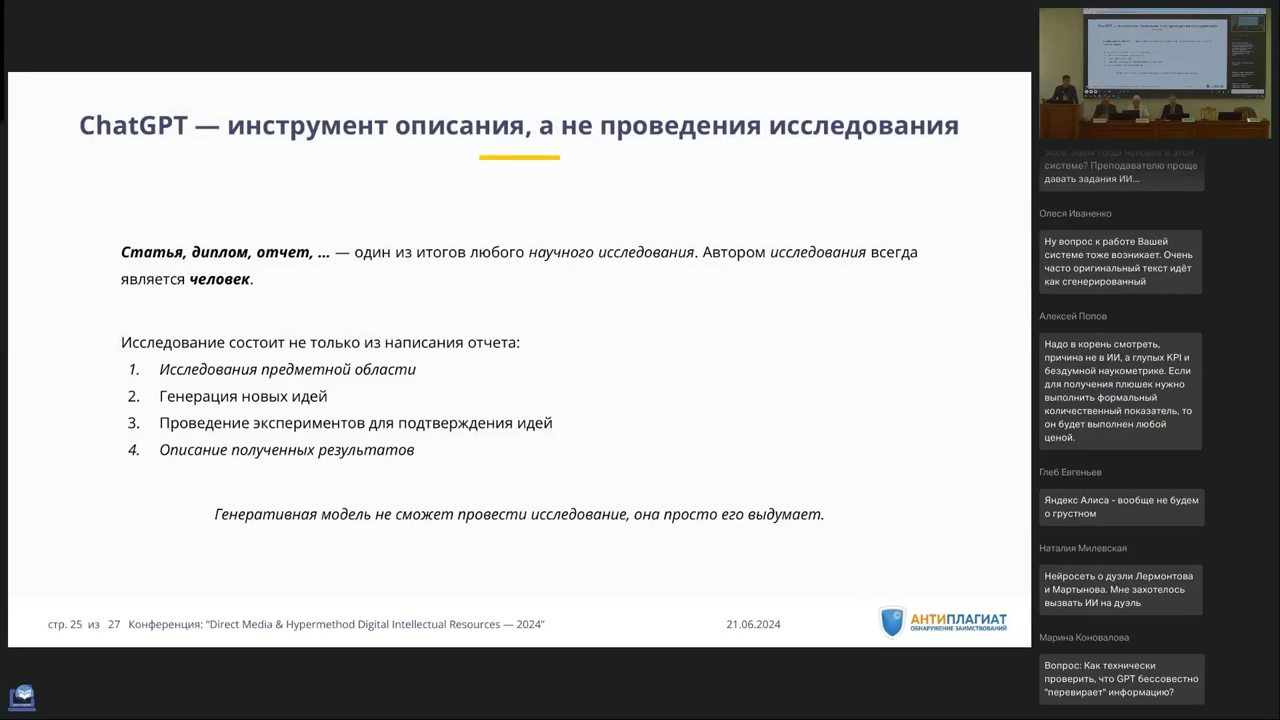 ChatGPT — инструмент описания, а не проведения исследования
Статья, диплом, отчет, ... — один из итогов любого научного исследования. Автором исследования всегда
является человек.
Исследование состоит не только из написания отчета:
1. Исследования предметной области
2. Генерация новых идей
3. Проведение экспериментов для подтверждения идей
4. Описание полученных результатов
Генеративная модель не сможет провести исследование, она просто его выдумает.
стр. 25 из 27 Конференция: "Direct Media & Hypermethod Digital Intellectual Resources — 2024"
21.06.2024
АНТИПЛАГИАТ
ОБНАРУЖЕНИЕ ЗАИМСТВОВАНИЙ
тогда человек в этой
системе? Преподавателю проще
давать задания ИИ...
Олеся Иваненко
Ну вопрос к работе Вашей
системе тоже возникает. Очень
часто оригинальный текст идёт
как сгенерированный
Алексей Попов
Надо в корень смотреть,
причина не в ИИ, а глупых KPI и
бездумной наукометрике. Если
для получения плюшек нужно
выполнить формальный
количественный показатель, то
он будет выполнен любой
ценой.
Глеб Евгеньев
Яндекс Алиса - вообще не будем
о грустном
Наталия Милевская
Нейросеть о дуэли Лермонтова
и Мартынова. Мне захотелось
вызвать ИИ на дуэль
Марина Коновалова
Вопрос: Как технически
проверить, что GPT бессовестно
"перевирает" информацию?